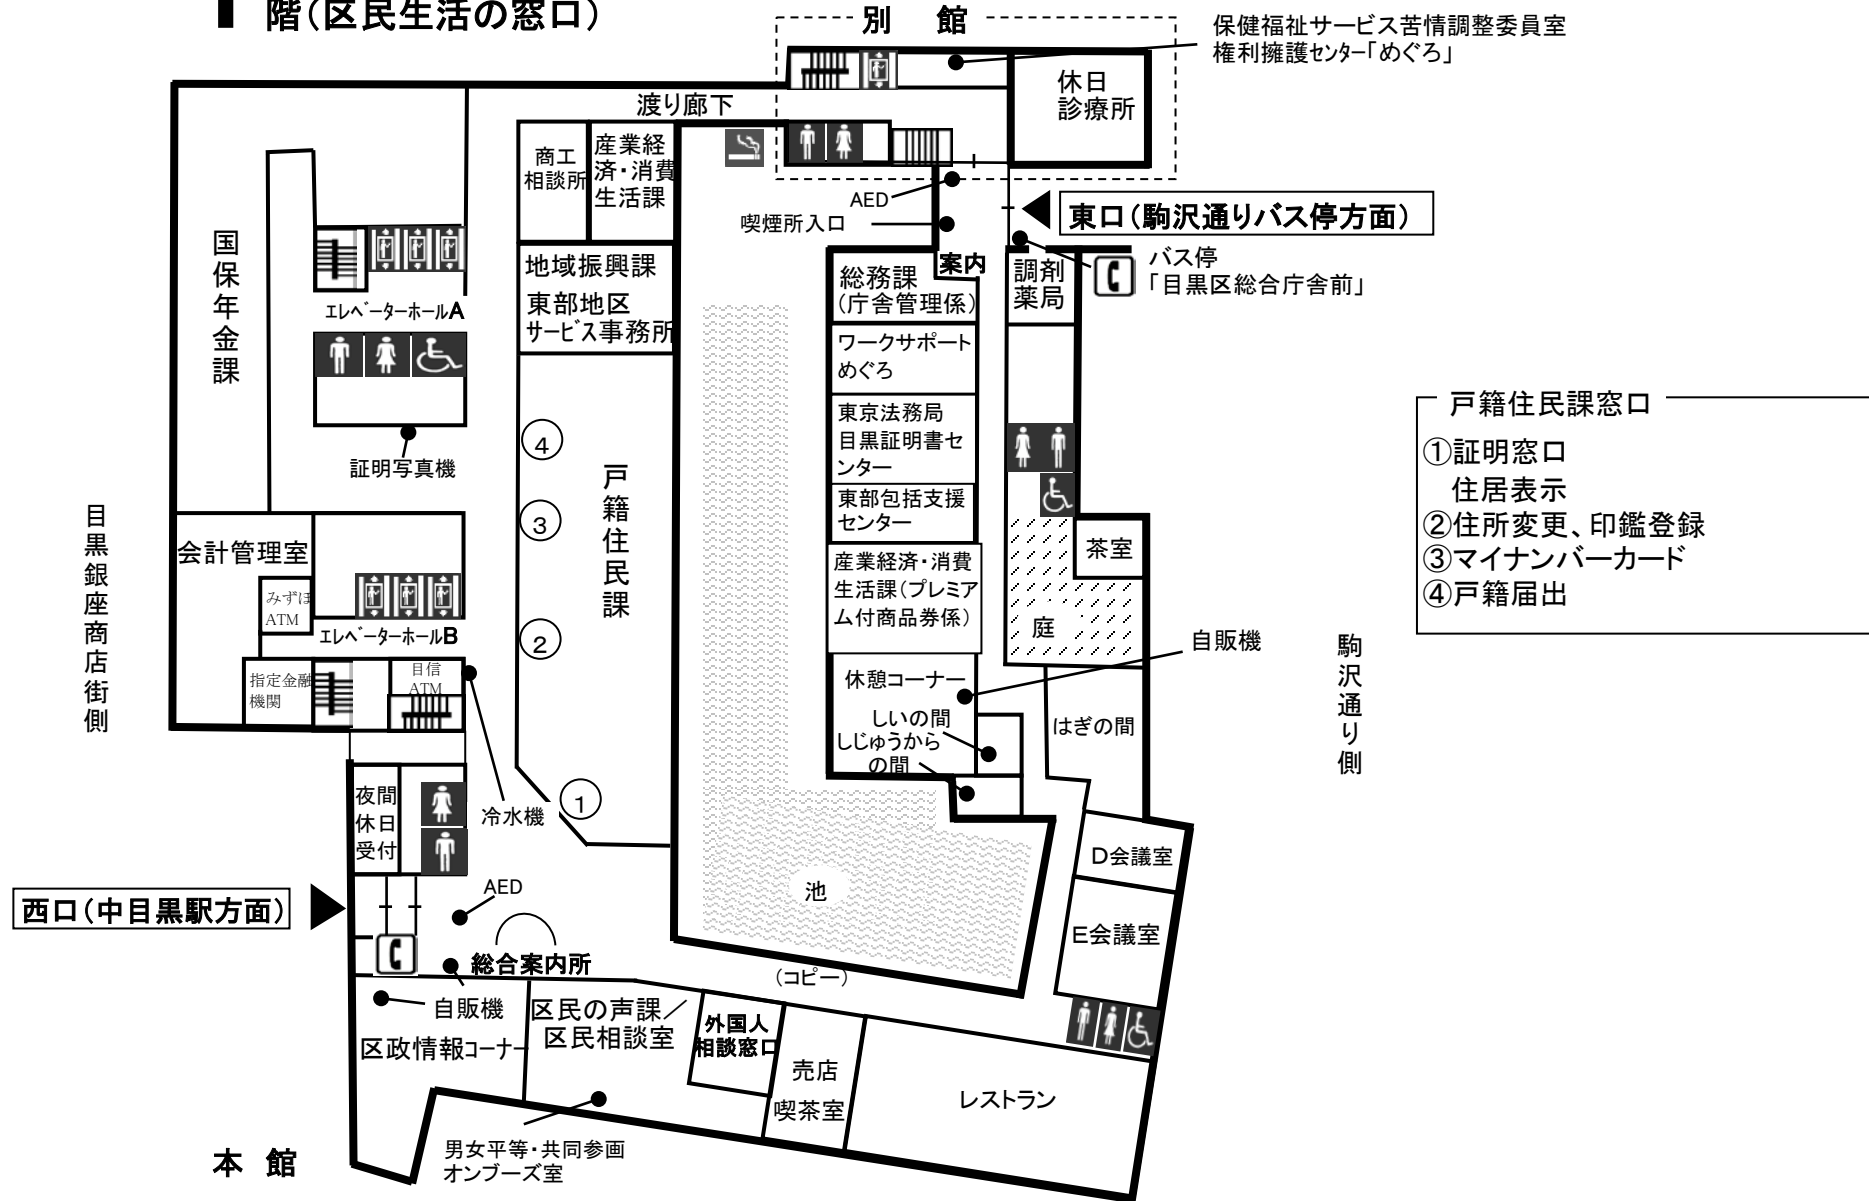 階（区民生活の窓口）
別 館
保健福祉サービス苦情調整委員室
権利擁護センター「めぐろ」
休日
診療所
渡り廊下
商工
相談所
産業経
済・消費
生活課
AED
喫煙所入口
東口（駒沢通りバス停方面）
バス停
「目黒区総合庁舎前」
国保年金課
エレベーターホールA
地域振興課
東部地区
サービス事務所
総務課
（庁舎管理係）
案内
調剤
薬局
ワークサポート
めぐろ
東京法務局
目黒証明書セ
ンター
東部包括支援
センター
産業経済・消費
生活課（プレミア
ム付商品券係）
証明写真機
④
③
②
①
戸籍住民課
戸籍住民課窓口
①証明窓口
住居表示
②住所変更、印鑑登録
③マイナンバーカード
④戸籍届出
目黒銀座商店街側
会計管理室
みずほ
ATM
エレベーターホールB
指定金融
機関
目信
ATM
茶室
庭
自販機
駒沢通り側
休憩コーナー
しいの間
しじゅうから
の間
はぎの間
夜間
休日
受付
冷水機
D会議室
E会議室
池
西口（中目黒駅方面）
AED
総合案内所
（コピー）
自販機
区政情報コーナー
区民の声課／
区民相談室
外国人
相談窓口
売店
喫茶室
レストラン
男女平等・共同参画
オンブーズ室
本 館